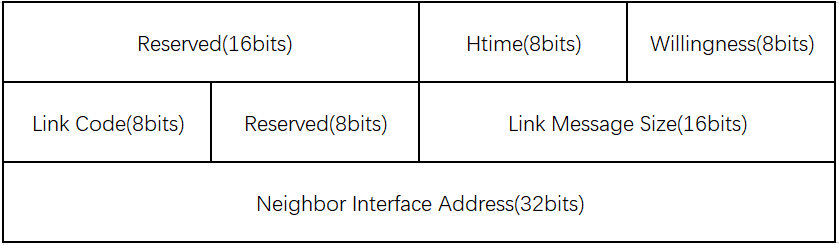 Reserved(16bits) Htime(8bits) Willingness(8bits)
Link Code(8bits) Reserved(8bits) Link Message Size(16bits)
Neighbor Interface Address(32bits)